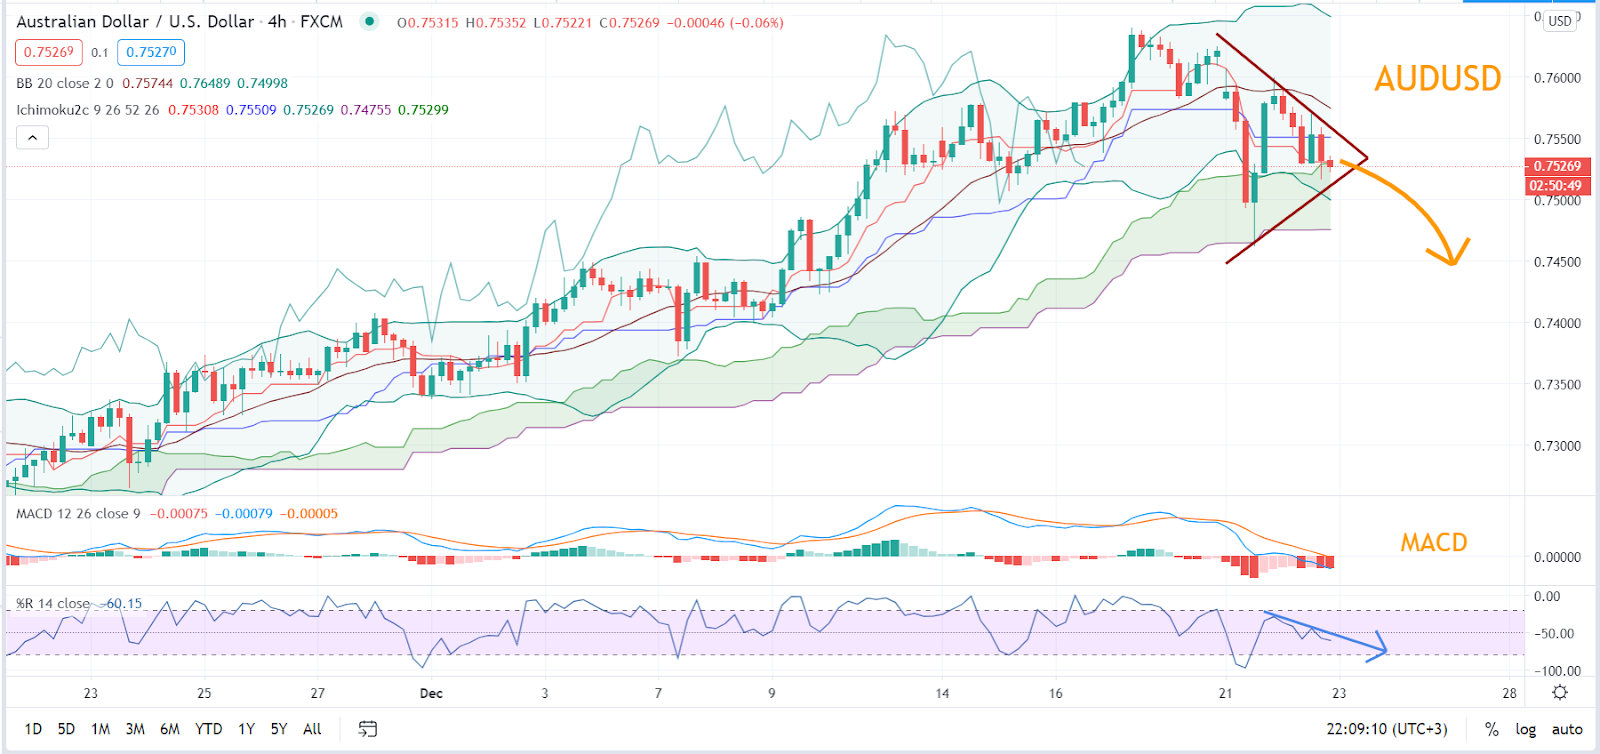 Australian Dollar / U.S. Dollar · 4h · FXCM O0.75315 H0.75352 L0.75221 C0.75269 −0.00046 (−0.06%)
0.75269 0.1 0.75270
BB 20 close 2 0 0.75744 0.76489 0.74998
Ichimoku2c 9 26 52 26 0.75308 0.75509 0.75269 0.74755 0.75299
USD
AUDUSD
0.76000
0.75500
0.75269
02:50:49
0.75000
0.74500
0.74000
0.73500
0.73000
MACD 12 26 close 9 −0.00075 −0.00079 −0.00005
MACD
0.00000
%R 14 close −60.15
0.00
−50.00
−100.00
23 25 27 Dec 3 7 9 14 16 21 23 28
1D 5D 1M 3M 6M YTD 1Y 5Y All 22:09:10 (UTC+3) % log auto